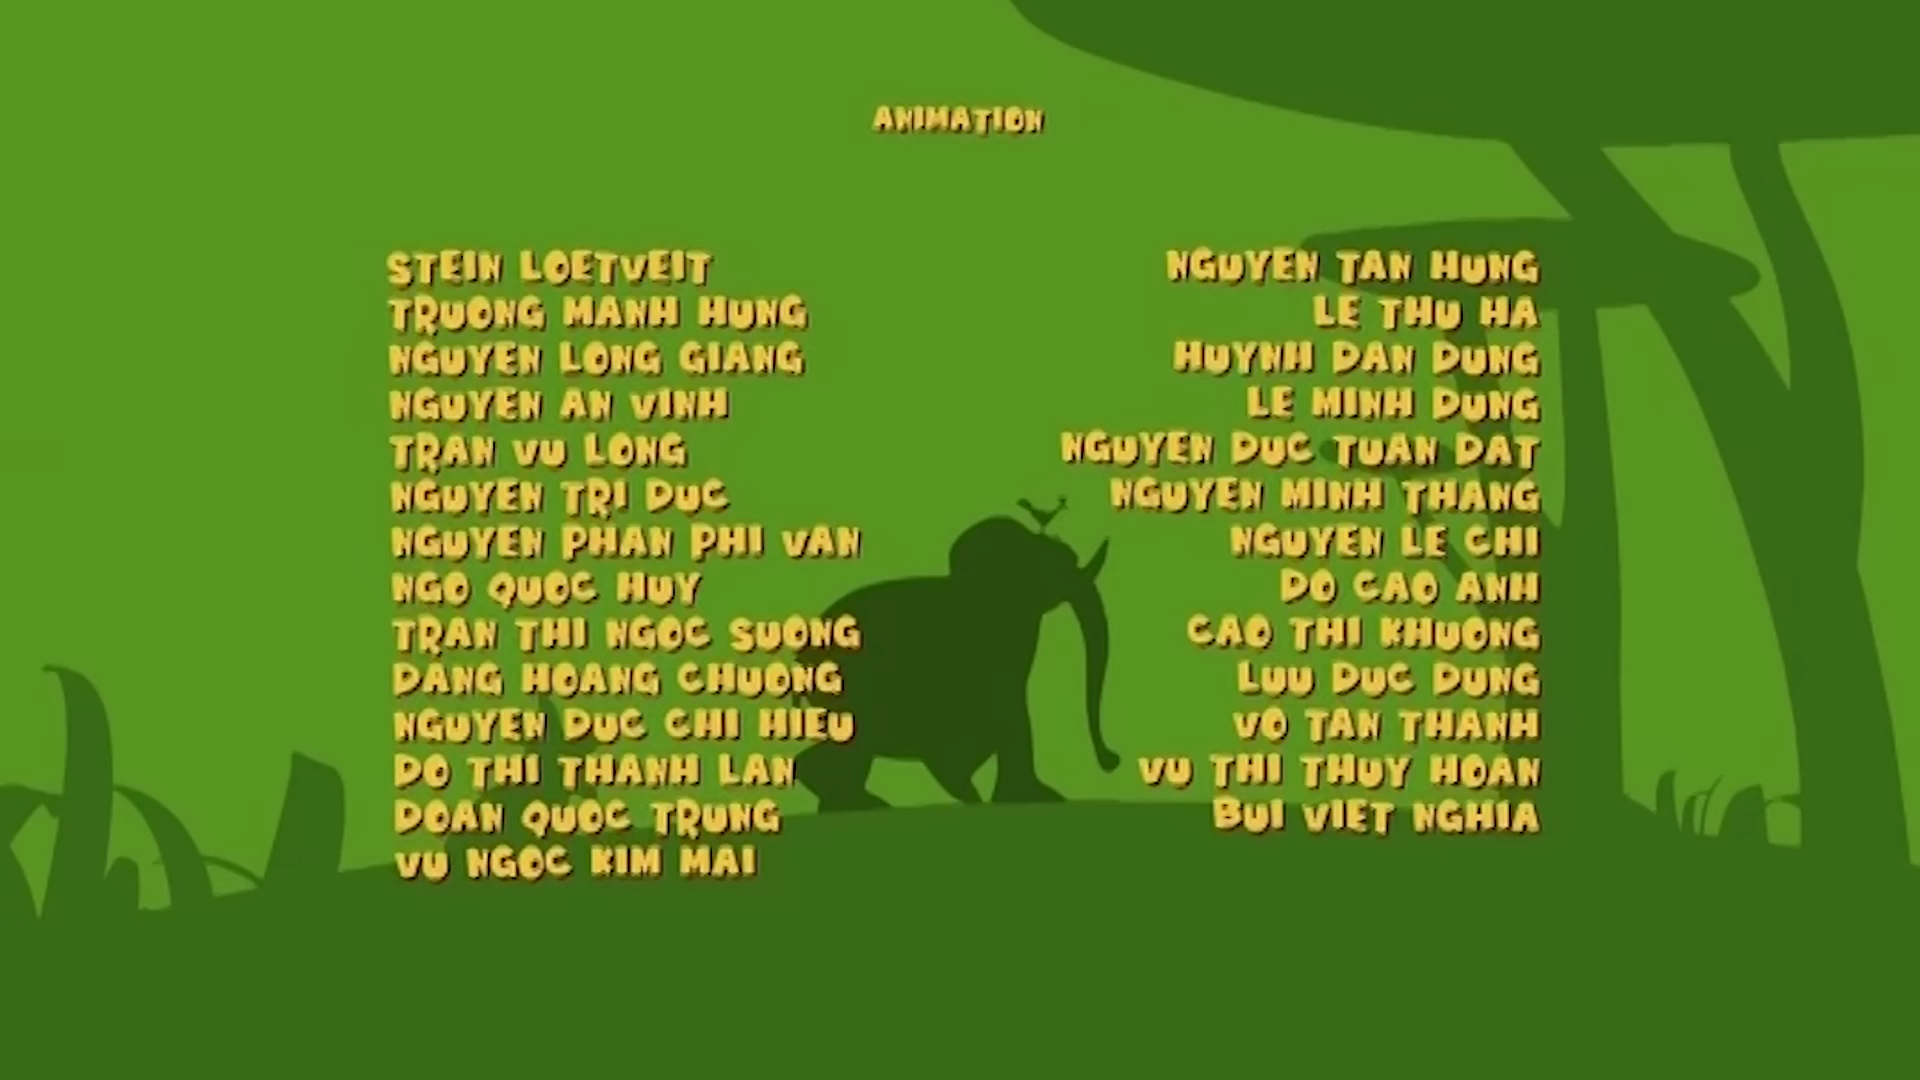 ANIMATION
STEIN LOETVEIT
TRUONG MANH HUNG
NGUYEN LONG GIANG
NGUYEN AN VINH
TRAN VU LONG
NGUYEN TRI DUC
NGUYEN PHAN PHI VAN
NGO QUOC HUY
TRAN THI NGOC SUONG
DANG HOANG CHUONG
NGUYEN DUC CHI HIEU
DO THI THANH LAN
DOAN QUOC TRUNG
VU NGOC KIM MAI
NGUYEN TAN HUNG
LE THU HA
HUYNH DAN DUNG
LE MINH DUNG
NGUYEN DUC TUAN DAT
NGUYEN MINH THANG
NGUYEN LE CHI
DO CAO ANH
CAO THI KHUONG
LUU DUC DUNG
VO TAN THANH
VU THI THUY HOAN
BUI VIET NGHIA